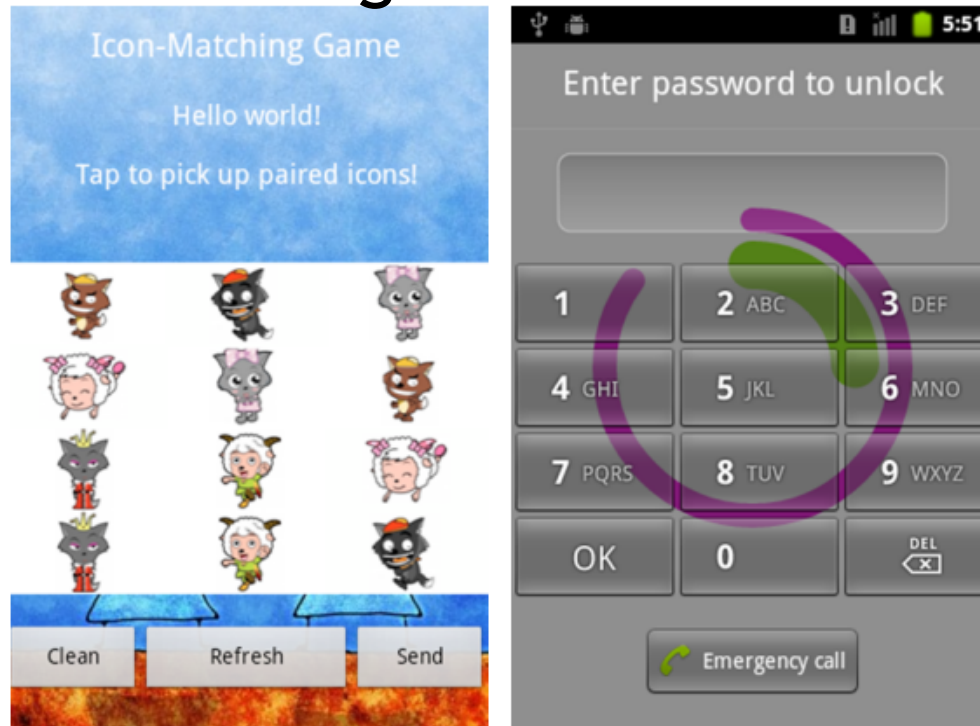 Icon-Matching Game
Hello world!
Tap to pick up paired icons!
Clean Refresh Send
5:51
Enter password to unlock
1 2 ABC 3 DEF
4 GHI 5 JKL 6 MNO
7 PQRS 8 TUV 9 WXYZ
OK 0 DEL
Emergency call